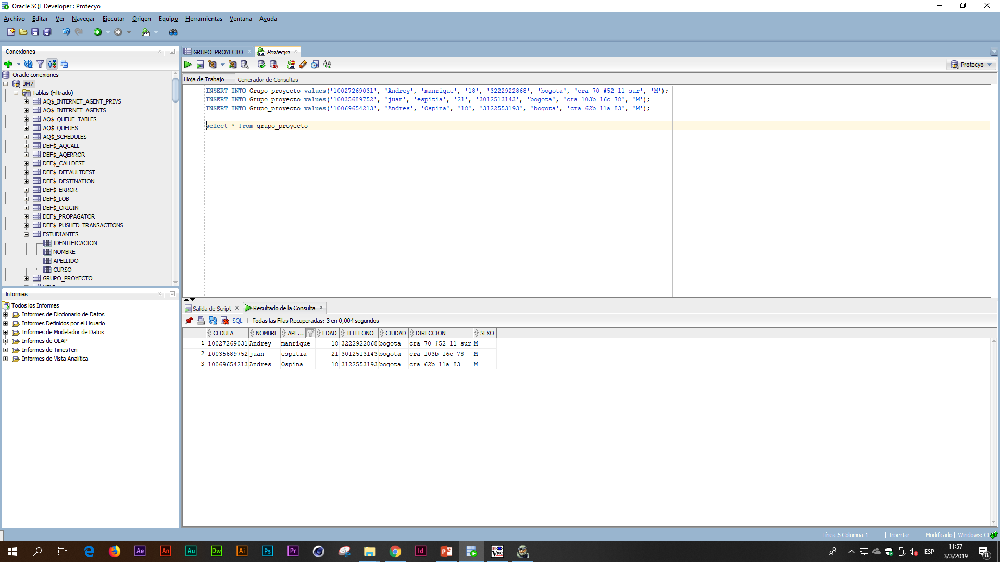 Oracle SQL Developer : Protecyo
Archivo Editar Ver Navegar Ejecutar Origen Equipo Herramientas Ventana Ayuda
Conexiones
Oracle conexiones
JM7
Tablas (Filtrado)
AQ$_INTERNET_AGENT_PRIVS
AQ$_INTERNET_AGENTS
AQ$_QUEUE_TABLES
AQ$_QUEUES
AQ$_SCHEDULES
DEF$_AQCALL
DEF$_AQERROR
DEF$_CALLDEST
DEF$_DEFAULTDEST
DEF$_DESTINATION
DEF$_ERROR
DEF$_LOB
DEF$_ORIGIN
DEF$_PROPAGATOR
DEF$_PUSHED_TRANSACTIONS
ESTUDIANTES
IDENTIFICACION
NOMBRE
APELLIDO
CURSO
GRUPO_PROYECTO
Informes
Todos los Informes
Informes de Diccionario de Datos
Informes Definidos por el Usuario
Informes de Modelador de Datos
Informes de OLAP
Informes de TimesTen
Informes de Vista Analítica
GRUPO_PROYECTO Protecyo
Protecyo
Hoja de Trabajo Generador de Consultas
INSERT INTO Grupo_proyecto values('10027269031', 'Andrey', 'manrique', '18', '3222922868', 'bogota', 'cra 70 #52 11 sur', 'M');
INSERT INTO Grupo_proyecto values('10035689752', 'juan', 'espitia', '21', '3012513143', 'bogota', 'cra 103b 16c 78', 'M');
INSERT INTO Grupo_proyecto values('10069654213', 'Andres', 'Ospina', '18', '3122553193', 'bogota', 'cra 62b 11a 83', 'M');
select * from grupo_proyecto
Salida de Script Resultado de la Consulta
SQL Todas las Filas Recuperadas: 3 en 0,004 segundos
CEDULA NOMBRE APE... EDAD TELEFONO CIUDAD DIRECCION SEXO
1 10027269031 Andrey manrique 18 3222922868 bogota cra 70 #52 11 sur M
2 10035689752 juan espitia 21 3012513143 bogota cra 103b 16c 78 M
3 10069654213 Andres Ospina 18 3122553193 bogota cra 62b 11a 83 M
Línea 5 Columna 1 Insertar Modificado Windows:
Ae An Au Dw Ai Ps Pr Id VNC
ESP
11:57
3/3/2019
8